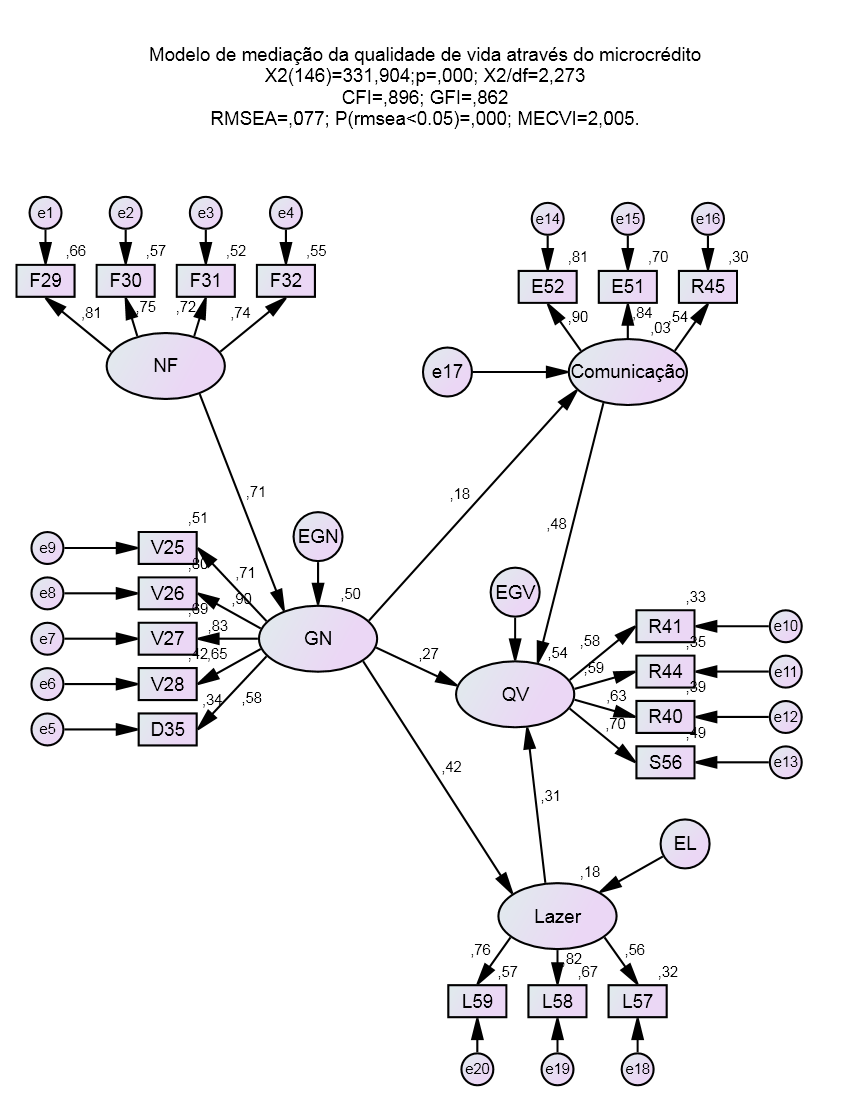 Modelo de mediação da qualidade de vida através do microcrédito
X2(146)=331,904;p=,000; X2/df=2,273
CFI=,896; GFI=,862
RMSEA=,077; P(rmsea<0.05)=,000; MECVI=2,005.
e1 e2 e3 e4
,66 ,57 ,52 ,55
F29 F30 F31 F32
,81 ,75 ,72 ,74
NF
e14 e15 e16
,81 ,70 ,30
E52 E51 R45
,90 ,84 ,54
,03
e17
Comunicação
,71
,18
,48
EGN
,50
GN
,51
e9 V25 ,71
,80
e8 V26 ,90
,69
e7 V27 ,83
,42
e6 V28 ,65
,34
e5 D35 ,58
EGV
,27
,54
QV
,33
,58 R41 e10
,35
,59 R44 e11
,39
,63 R40 e12
,49
,70 S56 e13
,42
,31
EL
,18
Lazer
,76 ,82 ,56
,57 ,67 ,32
L59 L58 L57
e20 e19 e18